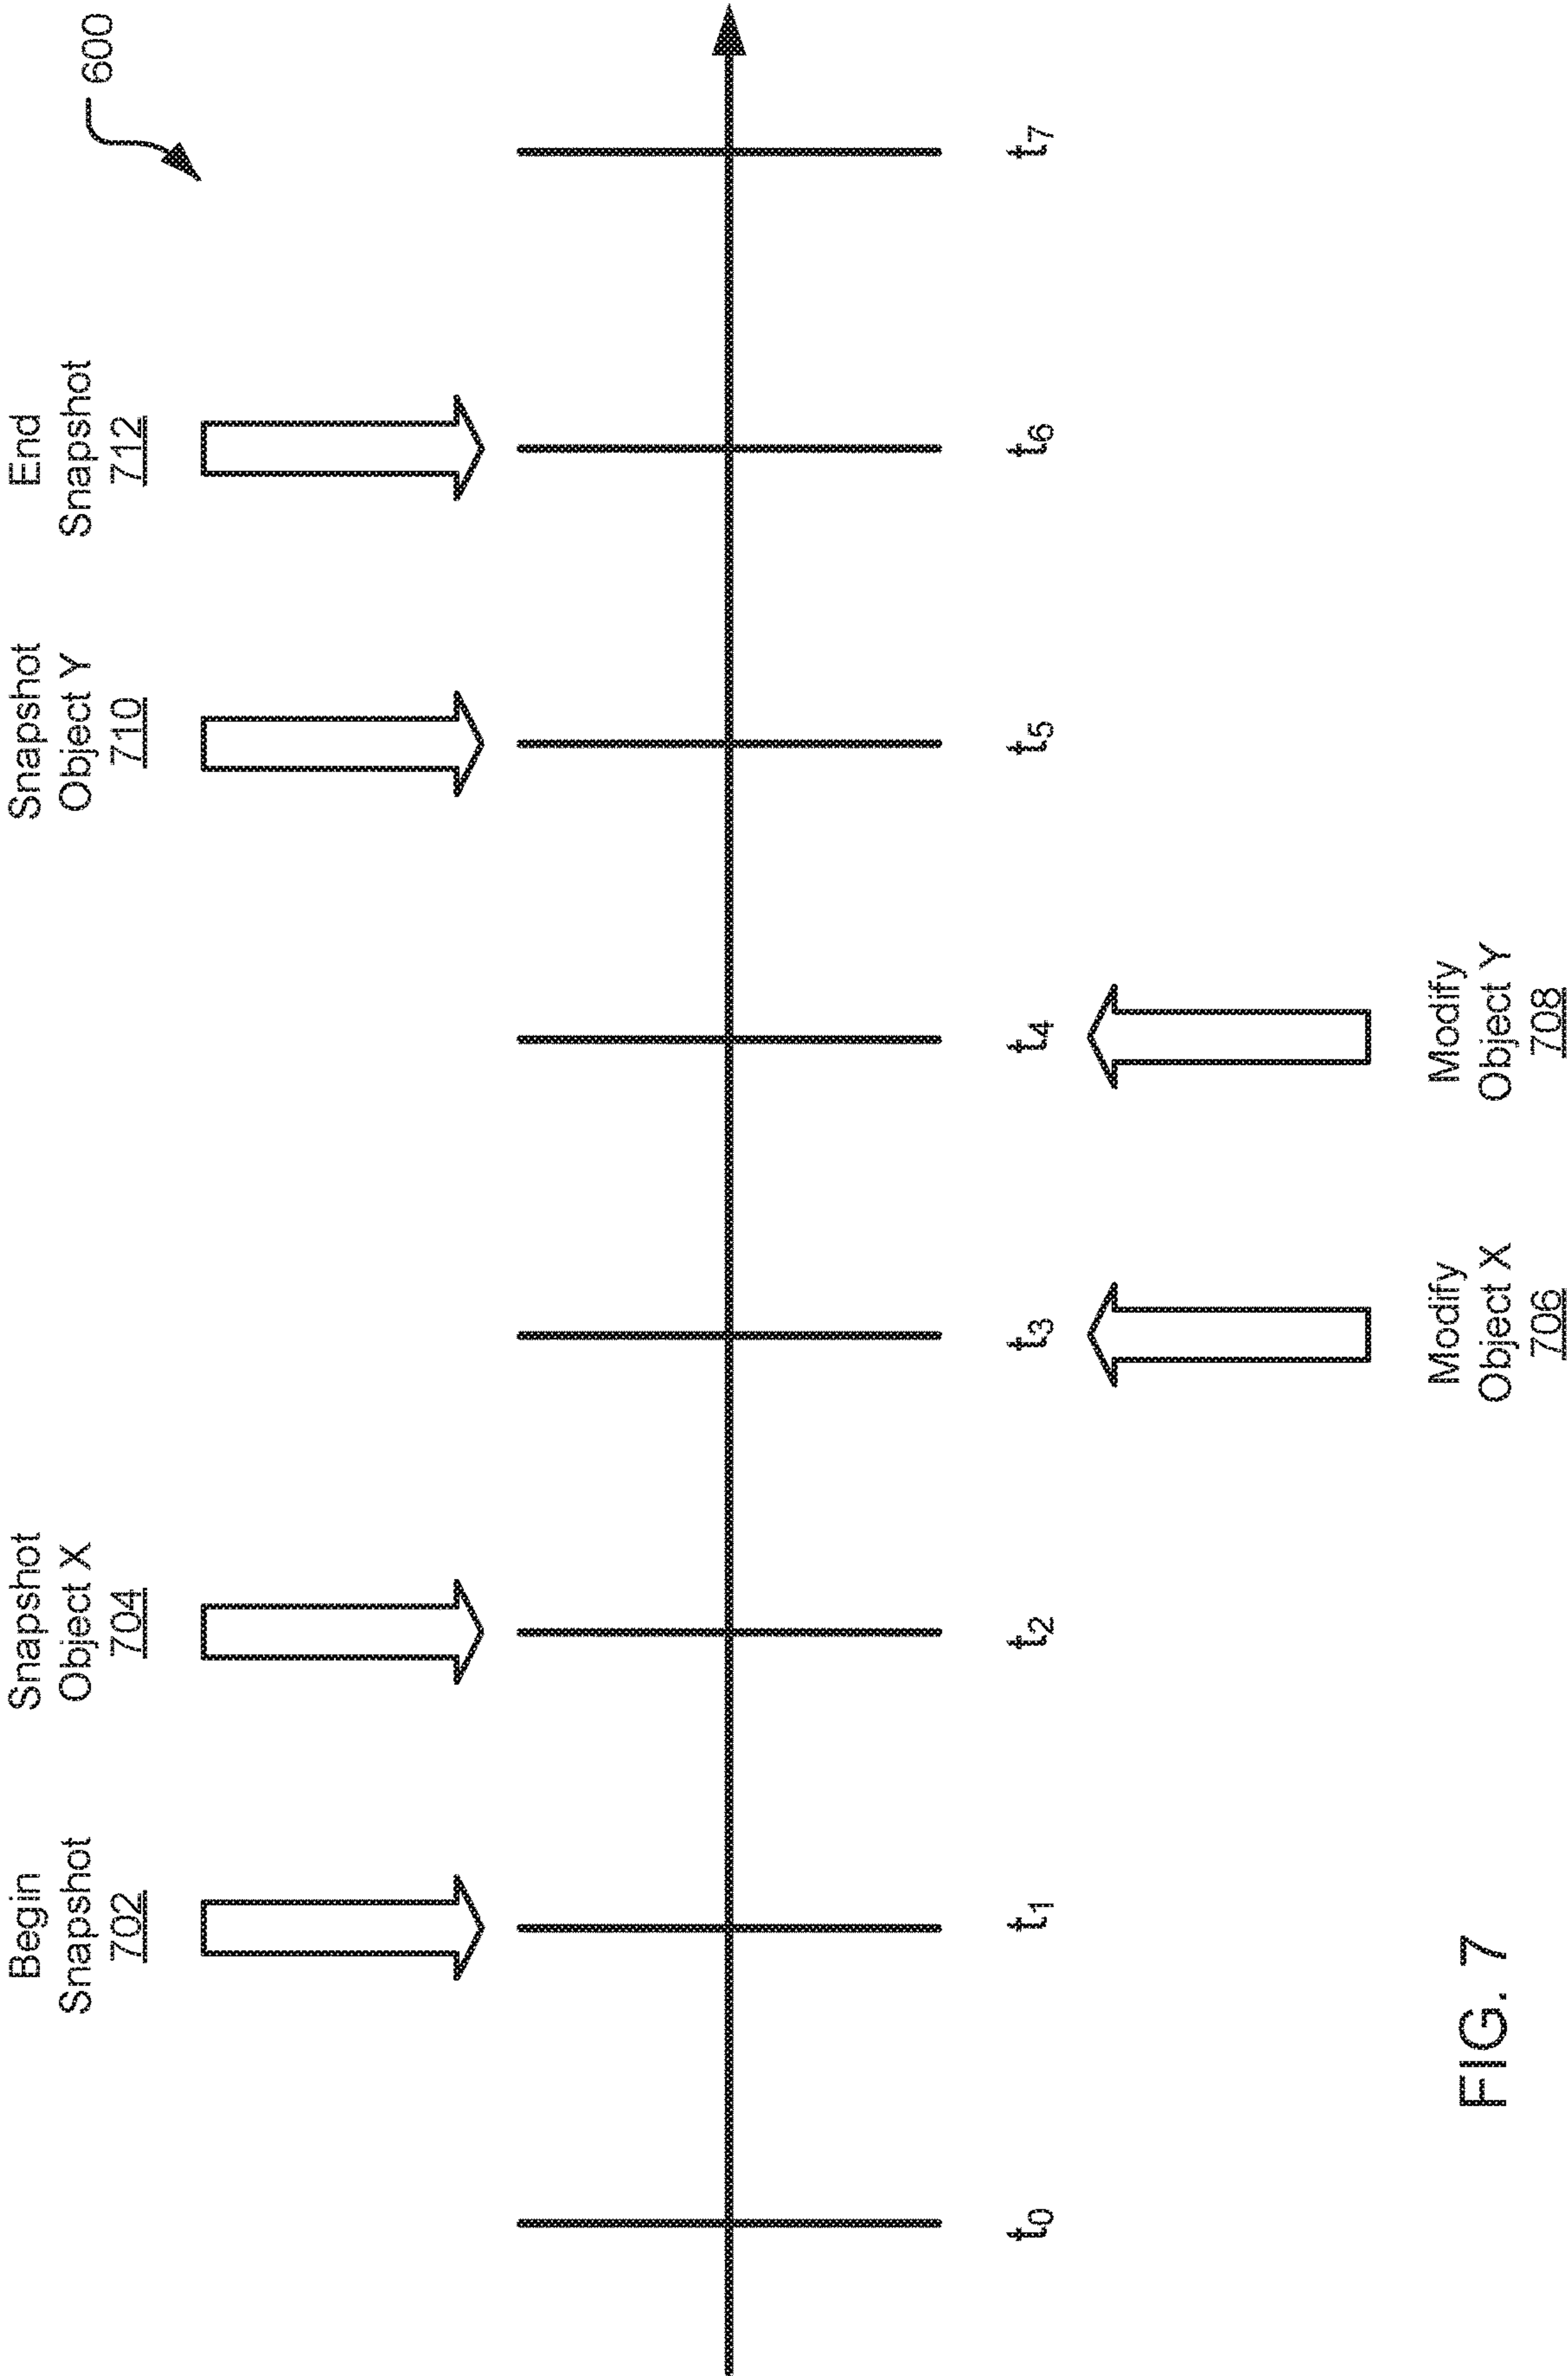 600
Begin
Snapshot
702
Snapshot
Object X
704
Snapshot
Object Y
710
End
Snapshot
712
t0
t1
t2
t3
t4
t5
t6
t7
Modify
Object X
706
Modify
Object Y
708
FIG. 7